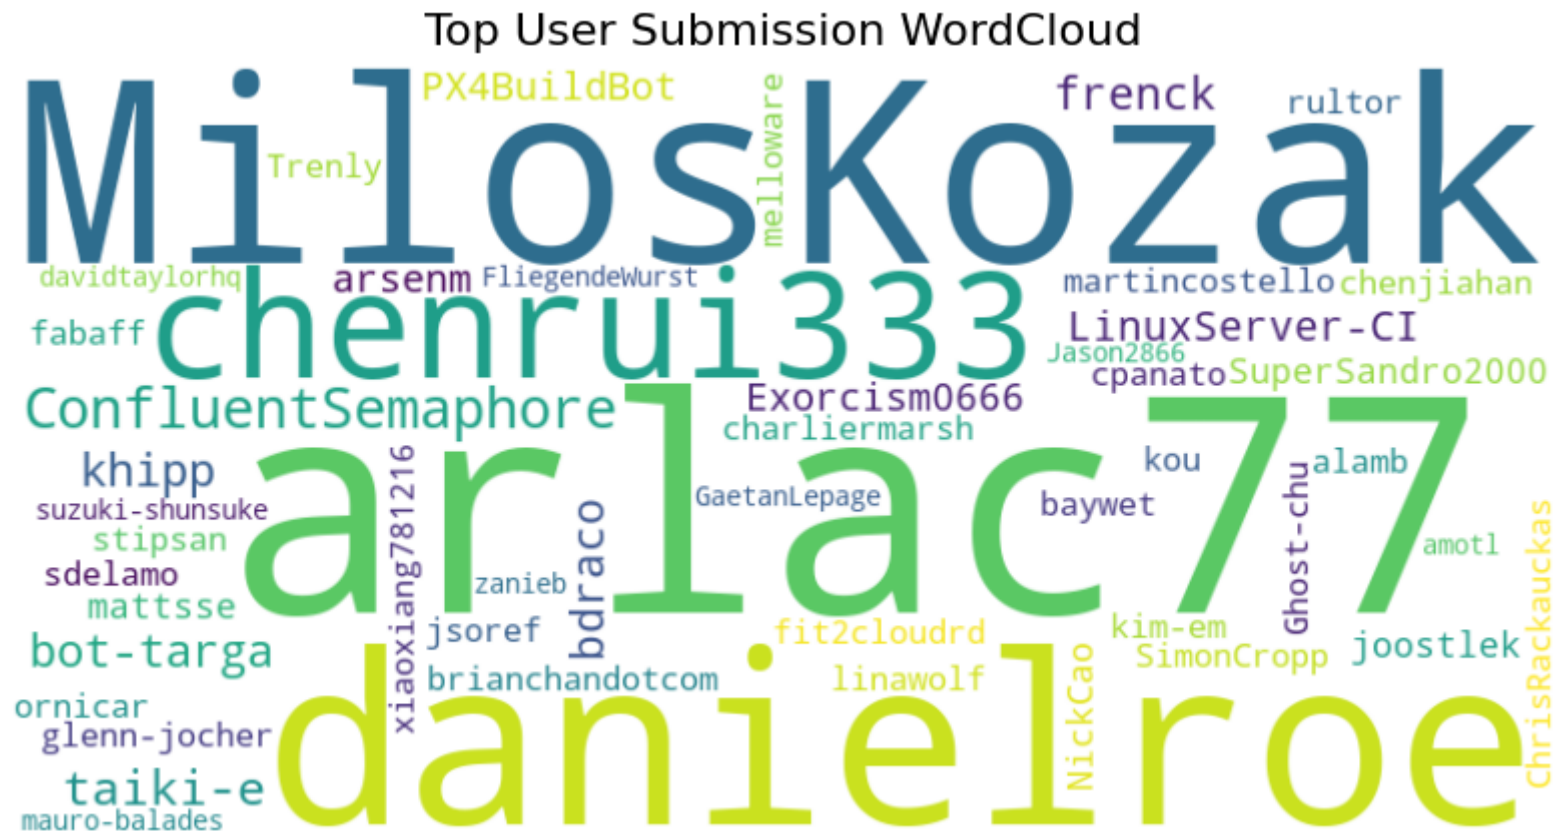 Top User Submission WordCloud
MilosKozak
PX4BuildBot
melloware
frenck
rultor
Trenly
davidtaylorhq
arsenm
FliegendeWurst
martincostello
chenjiahan
chenrui333
fabaff
LinuxServer-CI
Jason2866
cpanato
SuperSandro2000
ConfluentSemaphore
Exorcism0666
charliermarsh
arlac77
khipp
xiaoxiang781216
kou
Ghost-chu
alamb
GaetanLepage
baywet
suzuki-shunsuke
stipsan
bdraco
amotl
ChrisRackauckas
sdelamo
zanieb
mattsse
jsoref
fit2cloudrd
kim-em
bot-targa
SimonCropp
joostlek
brianchandotcom
linawolf
NickCao
danielroe
ornicar
glenn-jocher
taiki-e
mauro-balades